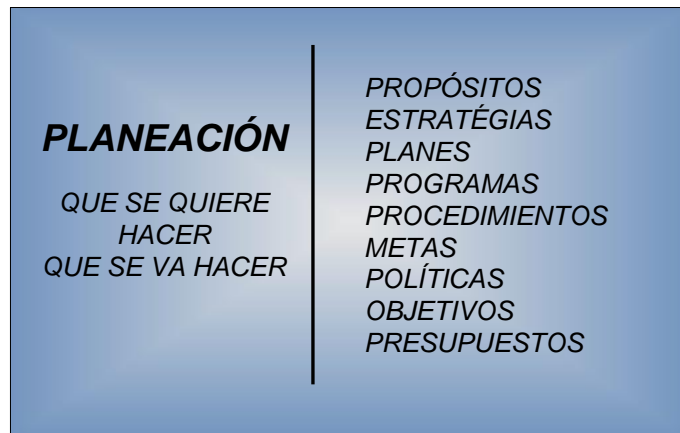 PLANEACIÓN
QUE SE QUIERE
HACER
QUE SE VA HACER
PROPÓSITOS
ESTRATÉGIAS
PLANES
PROGRAMAS
PROCEDIMIENTOS
METAS
POLÍTICAS
OBJETIVOS
PRESUPUESTOS